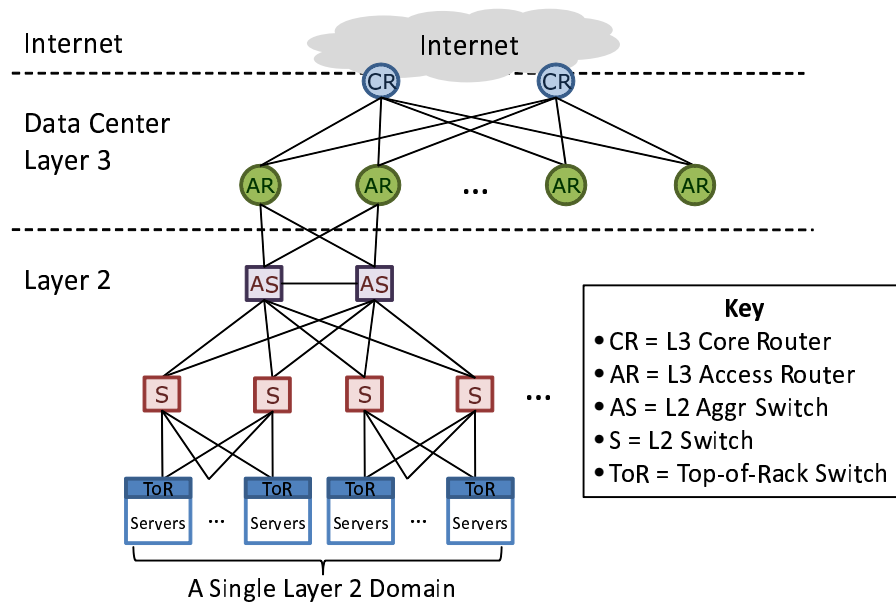 Internet
Internet
CR CR
Data Center
Layer 3
AR AR ... AR AR
Layer 2
AS AS
S S S S ...
ToR ToR ToR ToR
Servers ... Servers Servers ... Servers
A Single Layer 2 Domain
Key
• CR = L3 Core Router
• AR = L3 Access Router
• AS = L2 Aggr Switch
• S = L2 Switch
• ToR = Top-of-Rack Switch